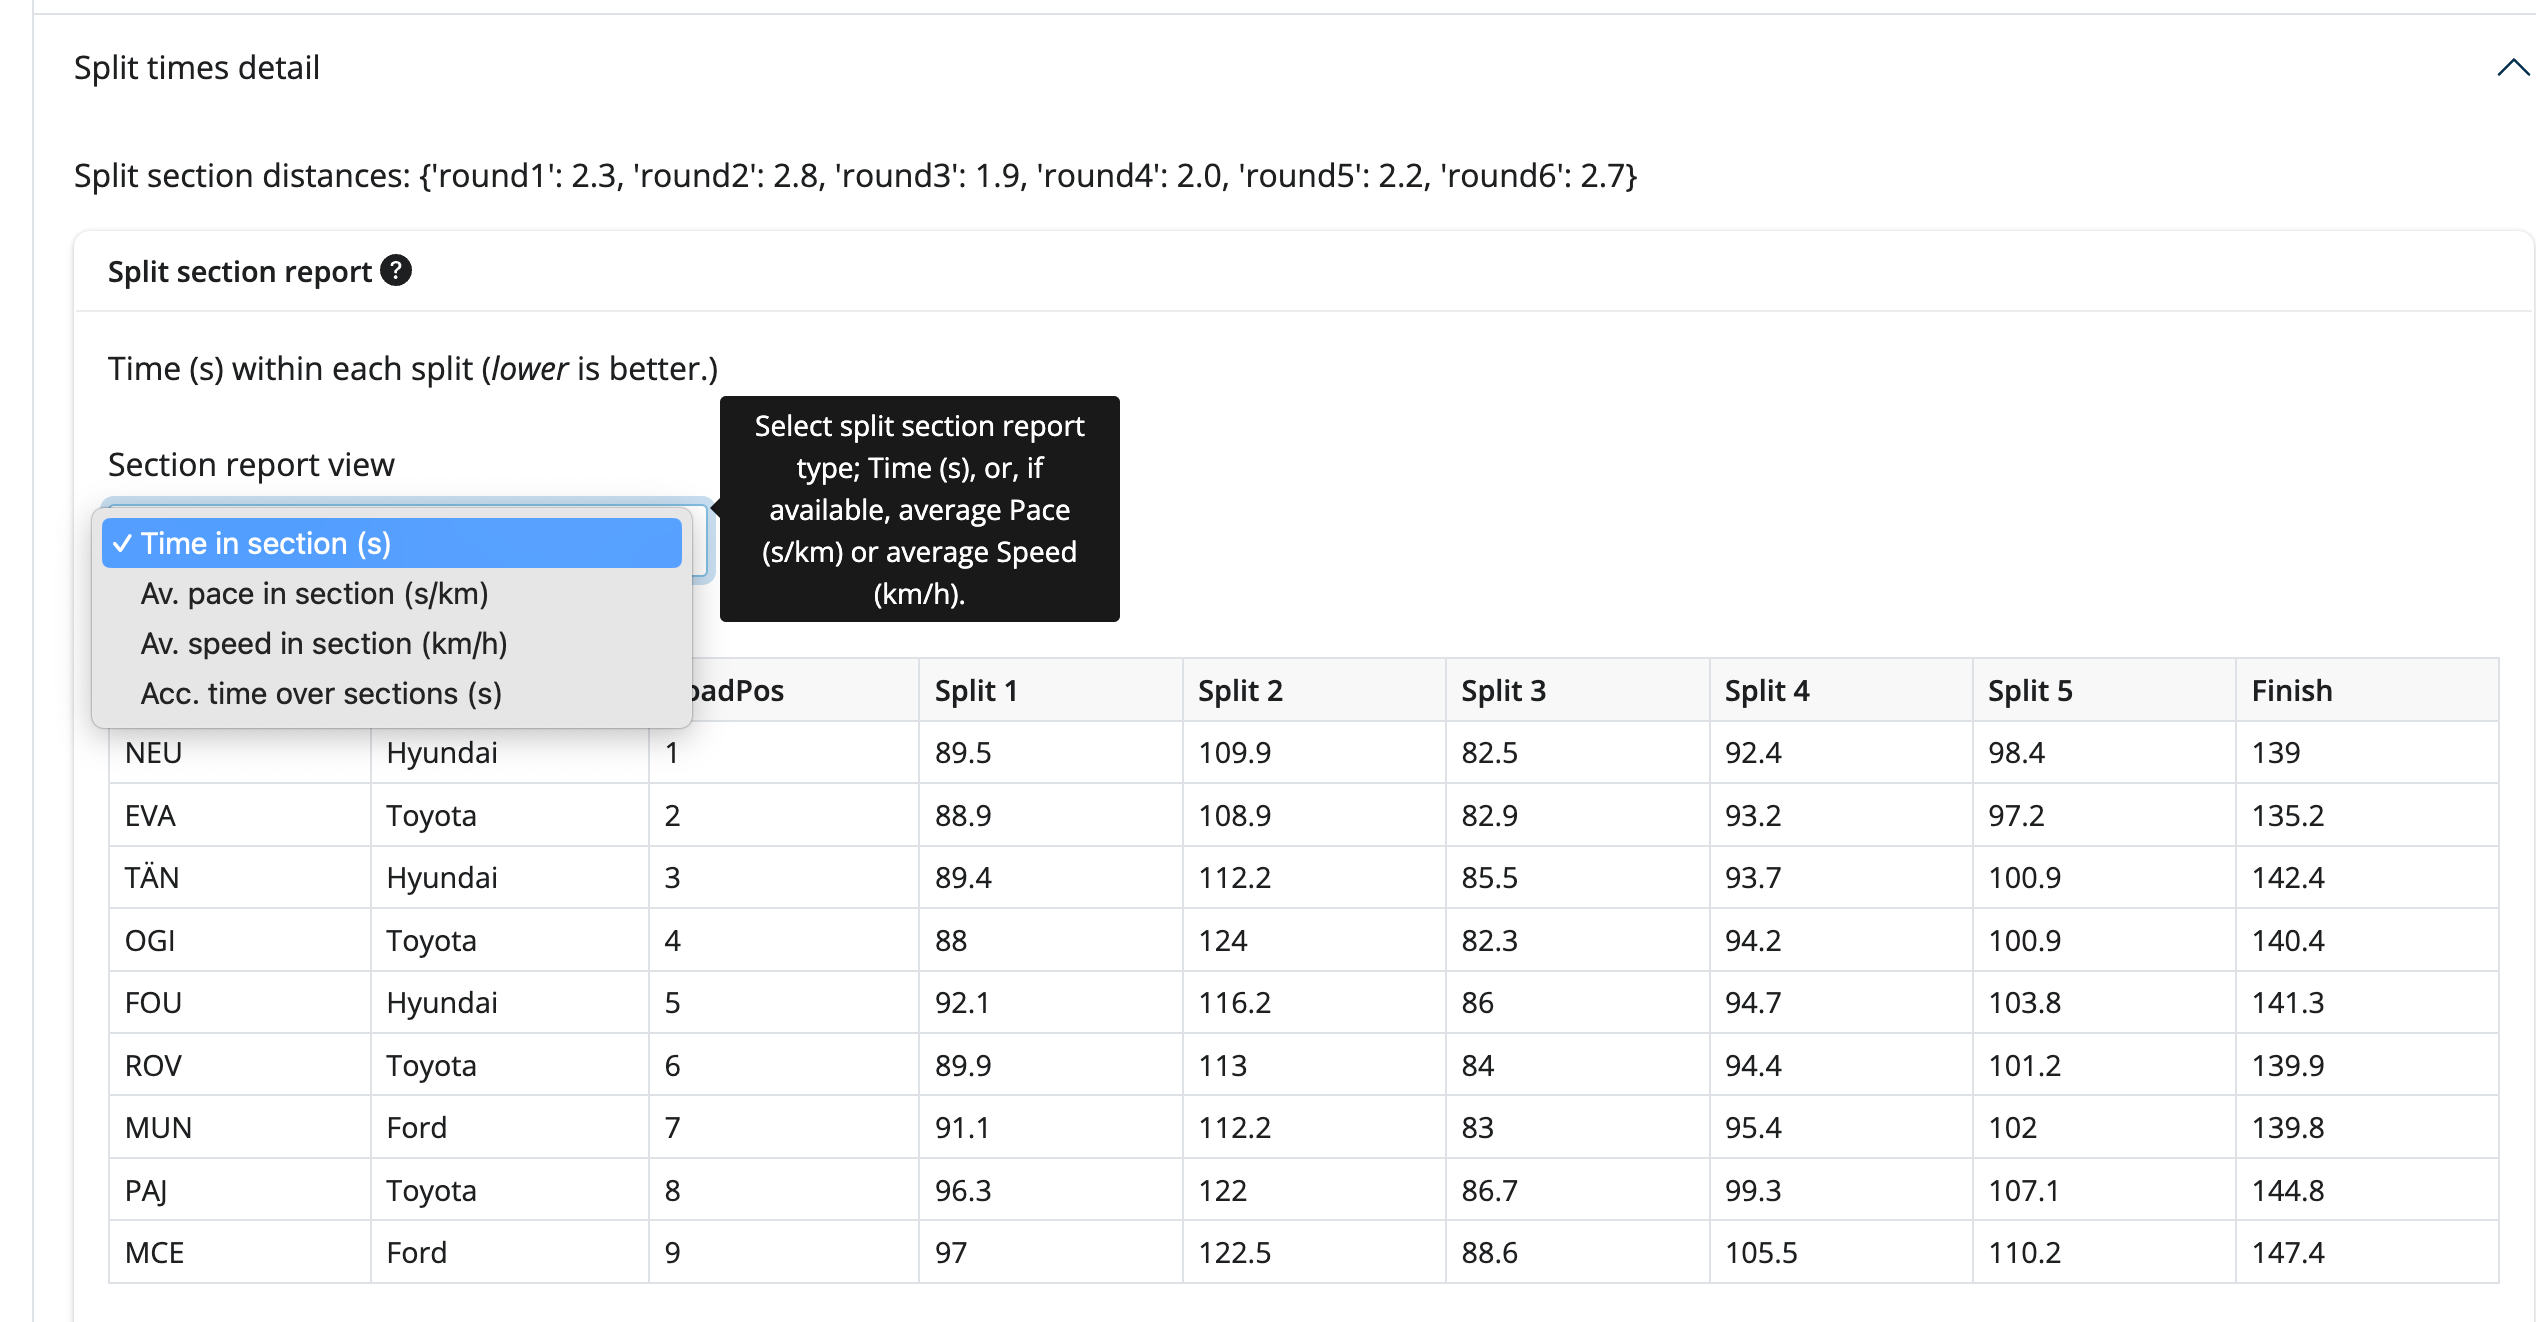 Split times detail
Split section distances: {'round1': 2.3, 'round2': 2.8, 'round3': 1.9, 'round4': 2.0, 'round5': 2.2, 'round6': 2.7}
Split section report ?
Time (s) within each split (lower is better.)
Section report view
Select split section report
type; Time (s), or, if
available, average Pace
(s/km) or average Speed
(km/h).
✓ Time in section (s)
Av. pace in section (s/km)
Av. speed in section (km/h)
Acc. time over sections (s)
oadPos Split 1 Split 2 Split 3 Split 4 Split 5 Finish
NEU Hyundai 1 89.5 109.9 82.5 92.4 98.4 139
EVA Toyota 2 88.9 108.9 82.9 93.2 97.2 135.2
TÄN Hyundai 3 89.4 112.2 85.5 93.7 100.9 142.4
OGI Toyota 4 88 124 82.3 94.2 100.9 140.4
FOU Hyundai 5 92.1 116.2 86 94.7 103.8 141.3
ROV Toyota 6 89.9 113 84 94.4 101.2 139.9
MUN Ford 7 91.1 112.2 83 95.4 102 139.8
PAJ Toyota 8 96.3 122 86.7 99.3 107.1 144.8
MCE Ford 9 97 122.5 88.6 105.5 110.2 147.4